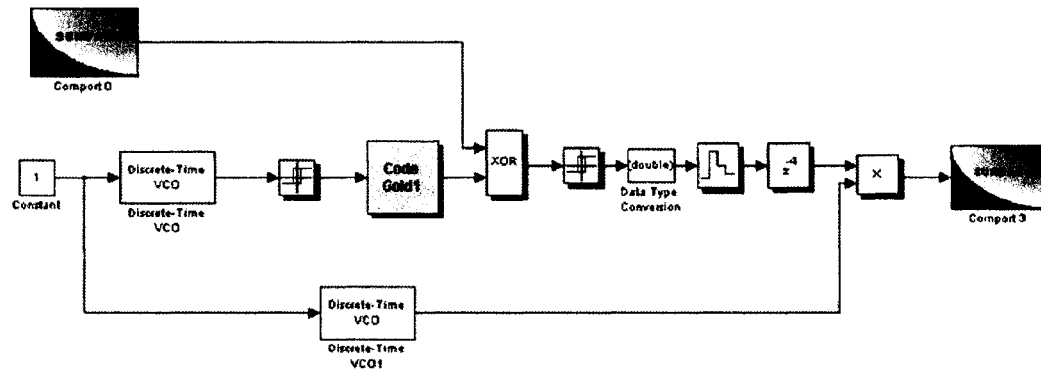 Comport 0
1
Constant
Discrete-Time
VCO
Discrete-Time
VCO
Code
Gold1
XOR
(double)
Data Type
Conversion
-4
z
X
Comport 3
Discrete-Time
VCO
Discrete-Time
VCO1